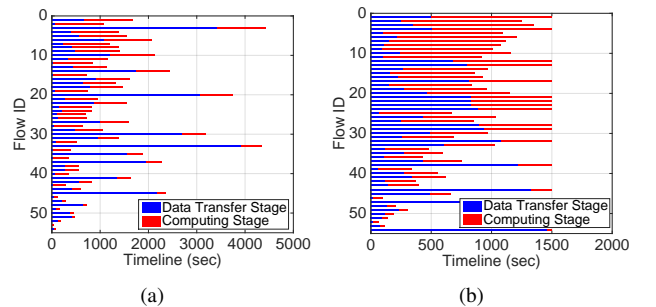 0
10
20
30
40
50
Flow ID
Data Transfer Stage
Computing Stage
0 1000 2000 3000 4000 5000
Timeline (sec)
(a)
0
10
20
30
40
50
Flow ID
Data Transfer Stage
Computing Stage
0 500 1000 1500 2000
Timeline (sec)
(b)